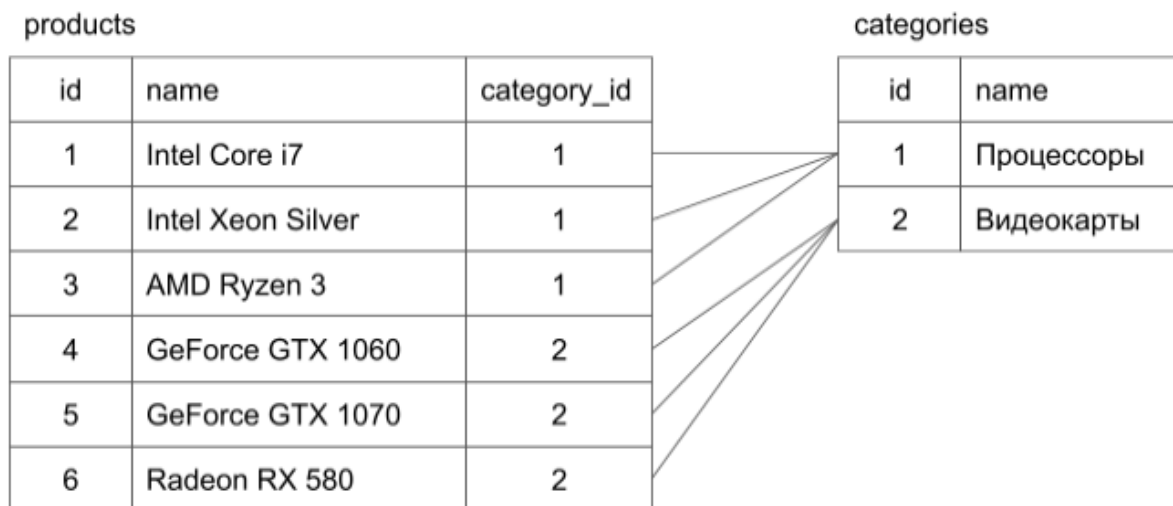 products categories
id name category_id id name
1 Intel Core i7 1 1 Процессоры
2 Intel Xeon Silver 1 2 Видеокарты
3 AMD Ryzen 3 1
4 GeForce GTX 1060 2
5 GeForce GTX 1070 2
6 Radeon RX 580 2